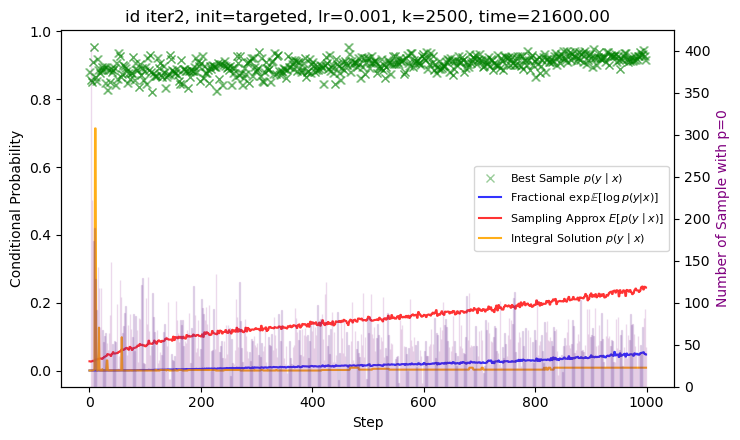 id iter2, init=targeted, lr=0.001, k=2500, time=21600.00
1.0
0.8
0.6
0.4
0.2
0.0
Conditional Probability
400
350
300
250
200
150
100
50
0
Number of Sample with p=0
Best Sample p(y | x)
Fractional exp𝔼[log p(y|x)]
Sampling Approx E[p(y | x)]
Integral Solution p(y | x)
0 200 400 600 800 1000
Step